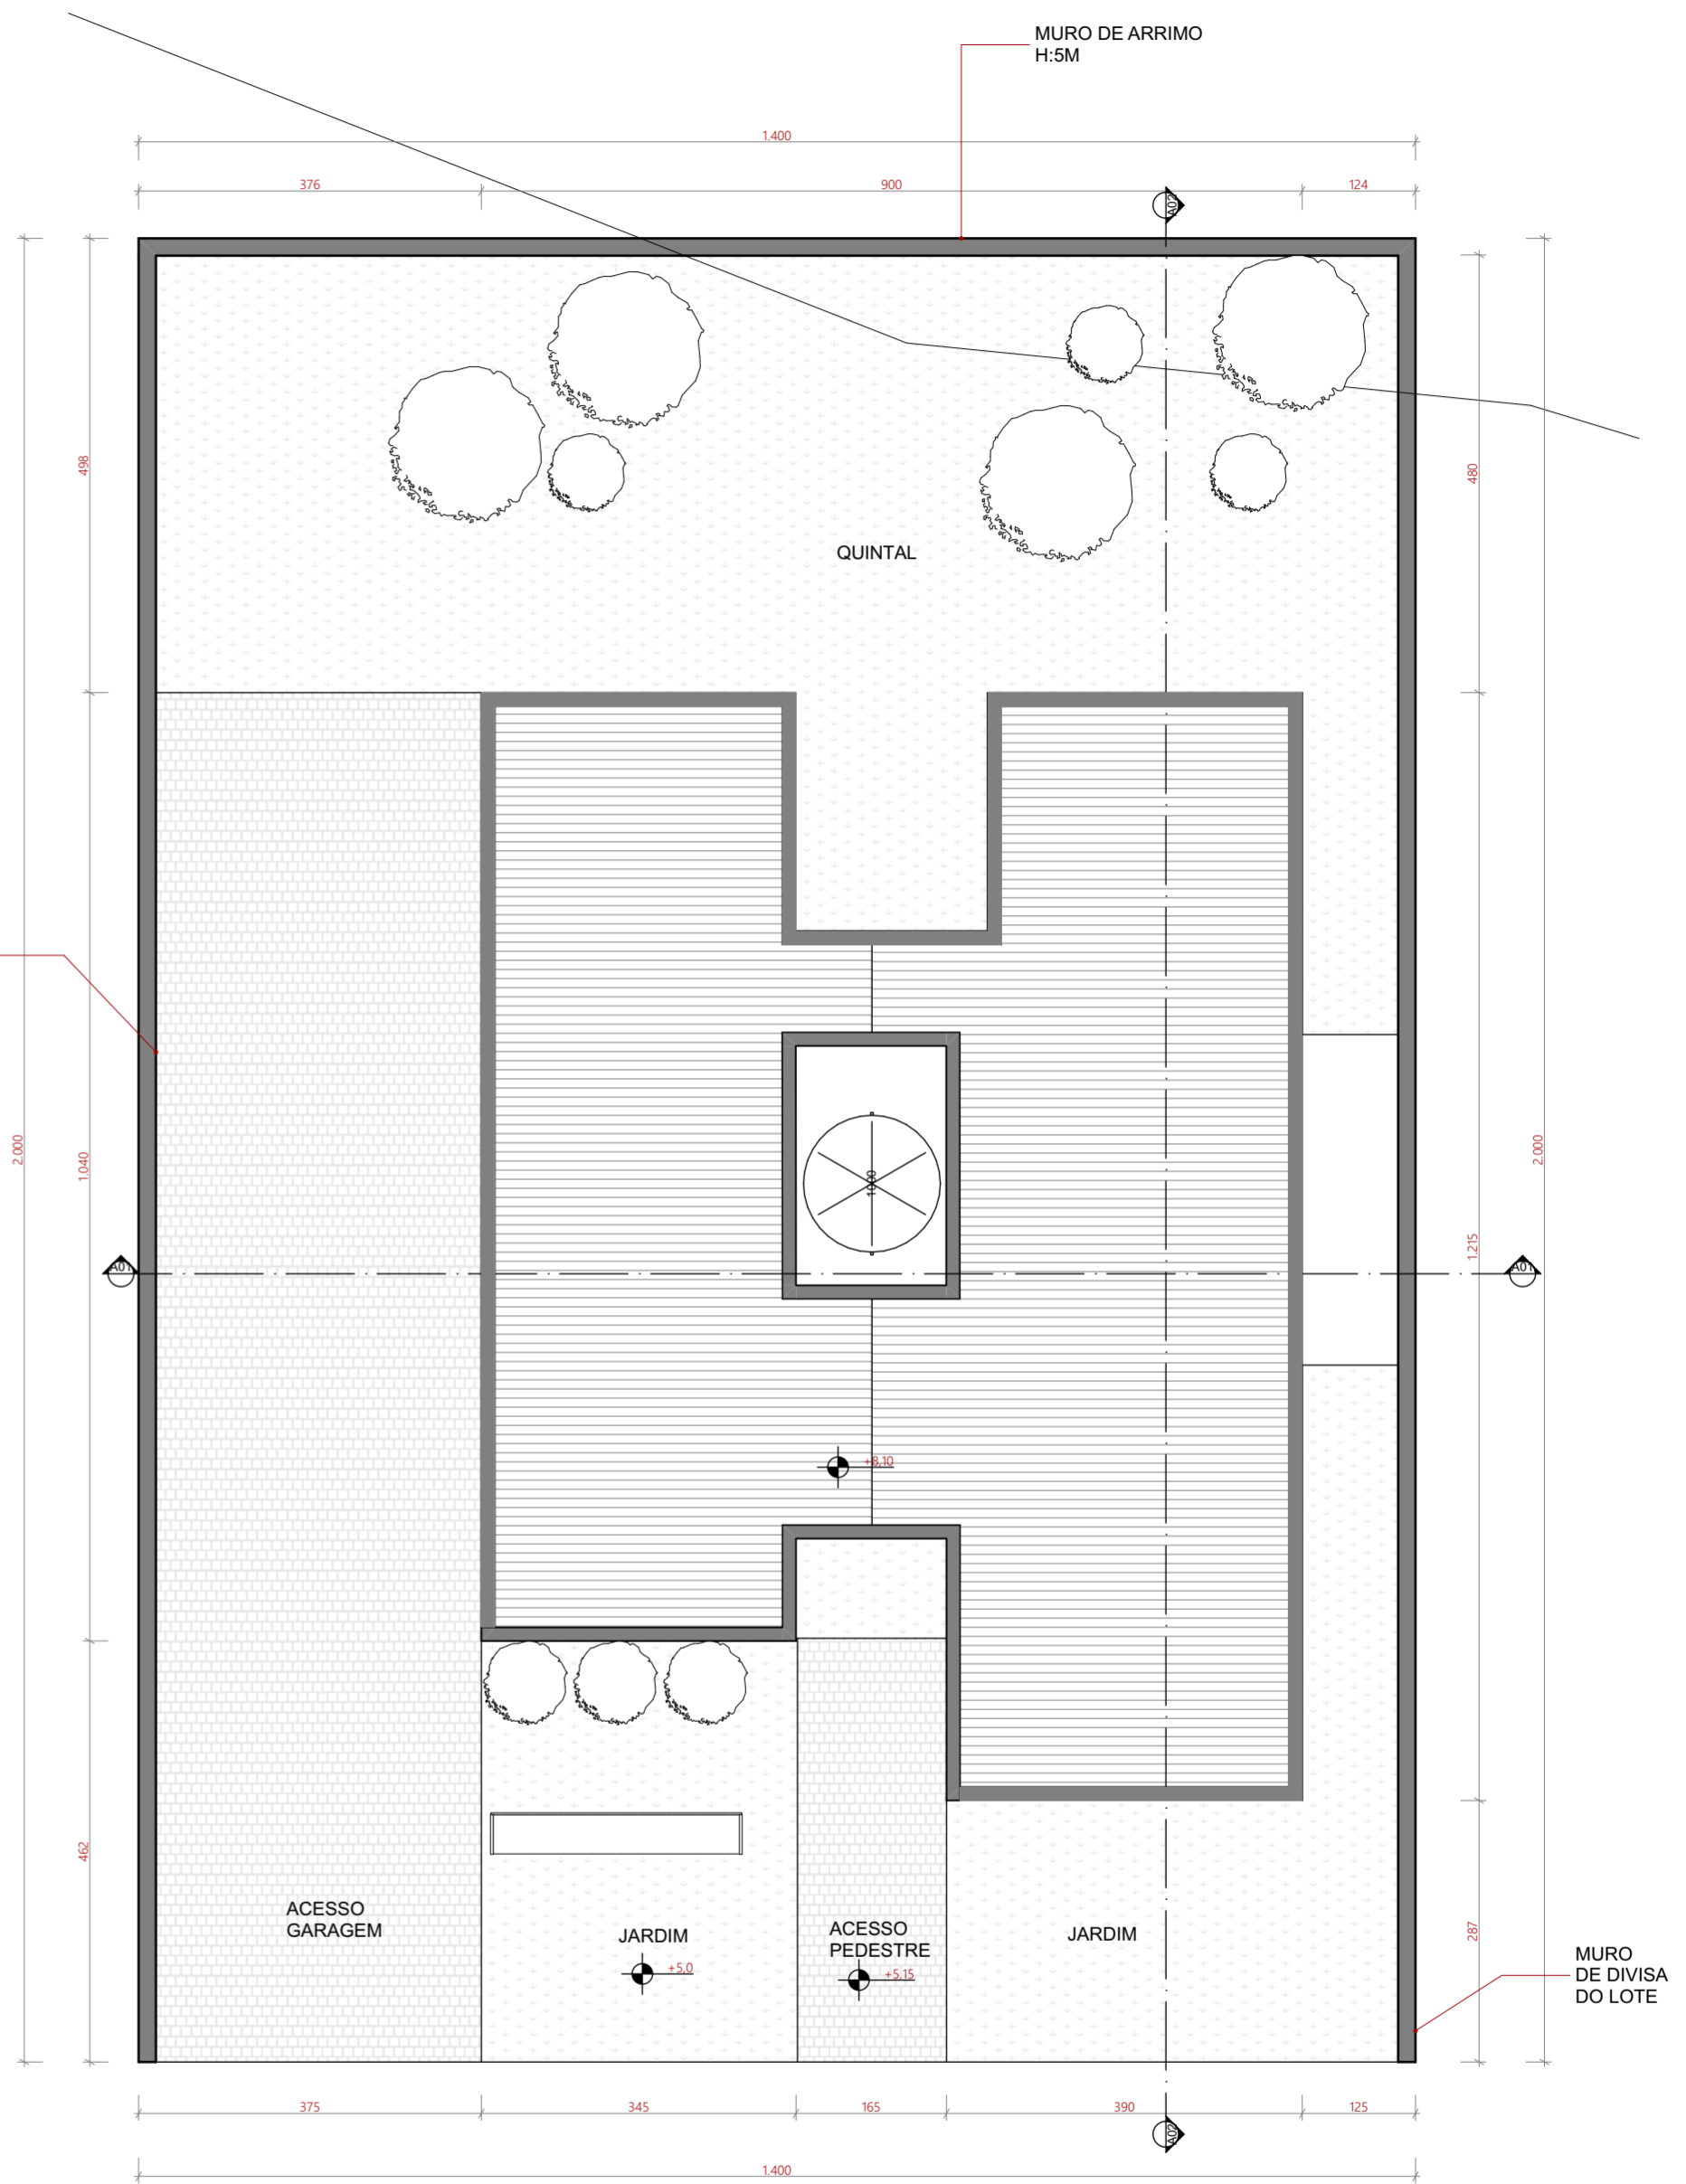 MURO DE ARRIMO
H:5M
1.400
376
900
124
A02
498
480
QUINTAL
2.000
1.040
1000
2.000
1.215
A01
A01
+8,10
462
287
ACESSO
GARAGEM
JARDIM
+5,0
ACESSO
PEDESTRE
+5,15
JARDIM
MURO
DE DIVISA
DO LOTE
375
345
165
390
125
A02
1.400